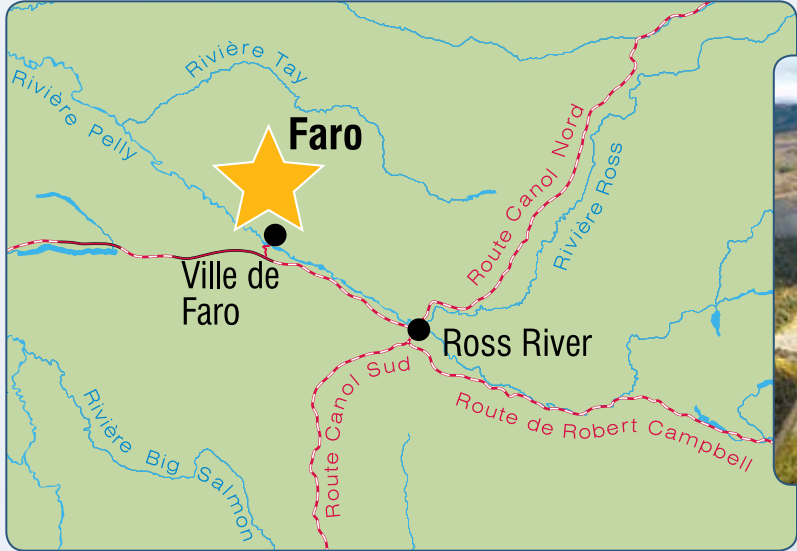 Rivière Tay
Rivière Pelly
Faro
Route Canol Nord
Rivière Ross
Ville de
Faro
Ross River
Route Canol Sud
Route de Robert Campbell
Rivière Big Salmon